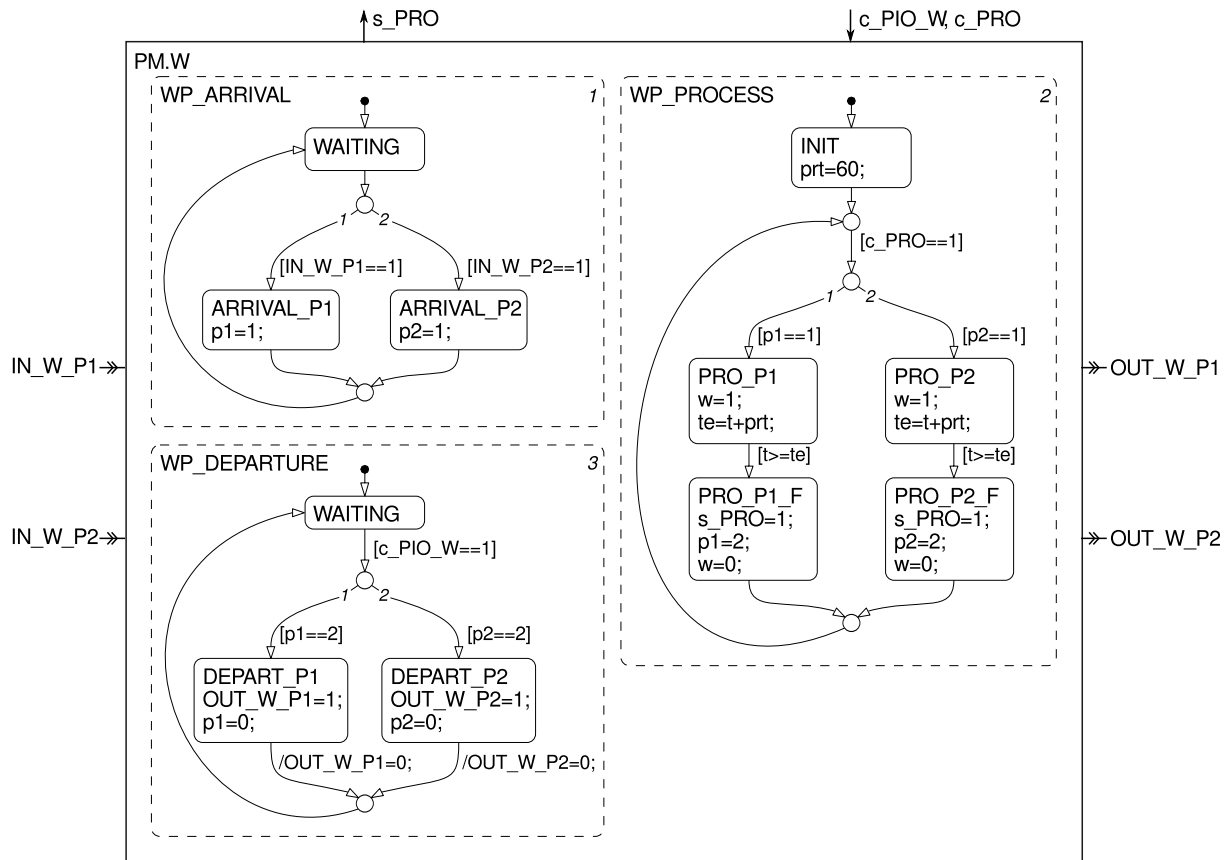 s_PRO
c_PIO_W, c_PRO
PM.W
WP_ARRIVAL
1
WAITING
1
2
[IN_W_P1==1]
[IN_W_P2==1]
ARRIVAL_P1
p1=1;
ARRIVAL_P2
p2=1;
WP_PROCESS
2
INIT
prt=60;
[c_PRO==1]
1
2
[p1==1]
[p2==1]
PRO_P1
w=1;
te=t+prt;
PRO_P2
w=1;
te=t+prt;
[t>=te]
[t>=te]
PRO_P1_F
s_PRO=1;
p1=2;
w=0;
PRO_P2_F
s_PRO=1;
p2=2;
w=0;
WP_DEPARTURE
3
WAITING
[c_PIO_W==1]
1
2
[p1==2]
[p2==2]
DEPART_P1
OUT_W_P1=1;
p1=0;
DEPART_P2
OUT_W_P2=1;
p2=0;
/OUT_W_P1=0;
/OUT_W_P2=0;
IN_W_P1
IN_W_P2
OUT_W_P1
OUT_W_P2